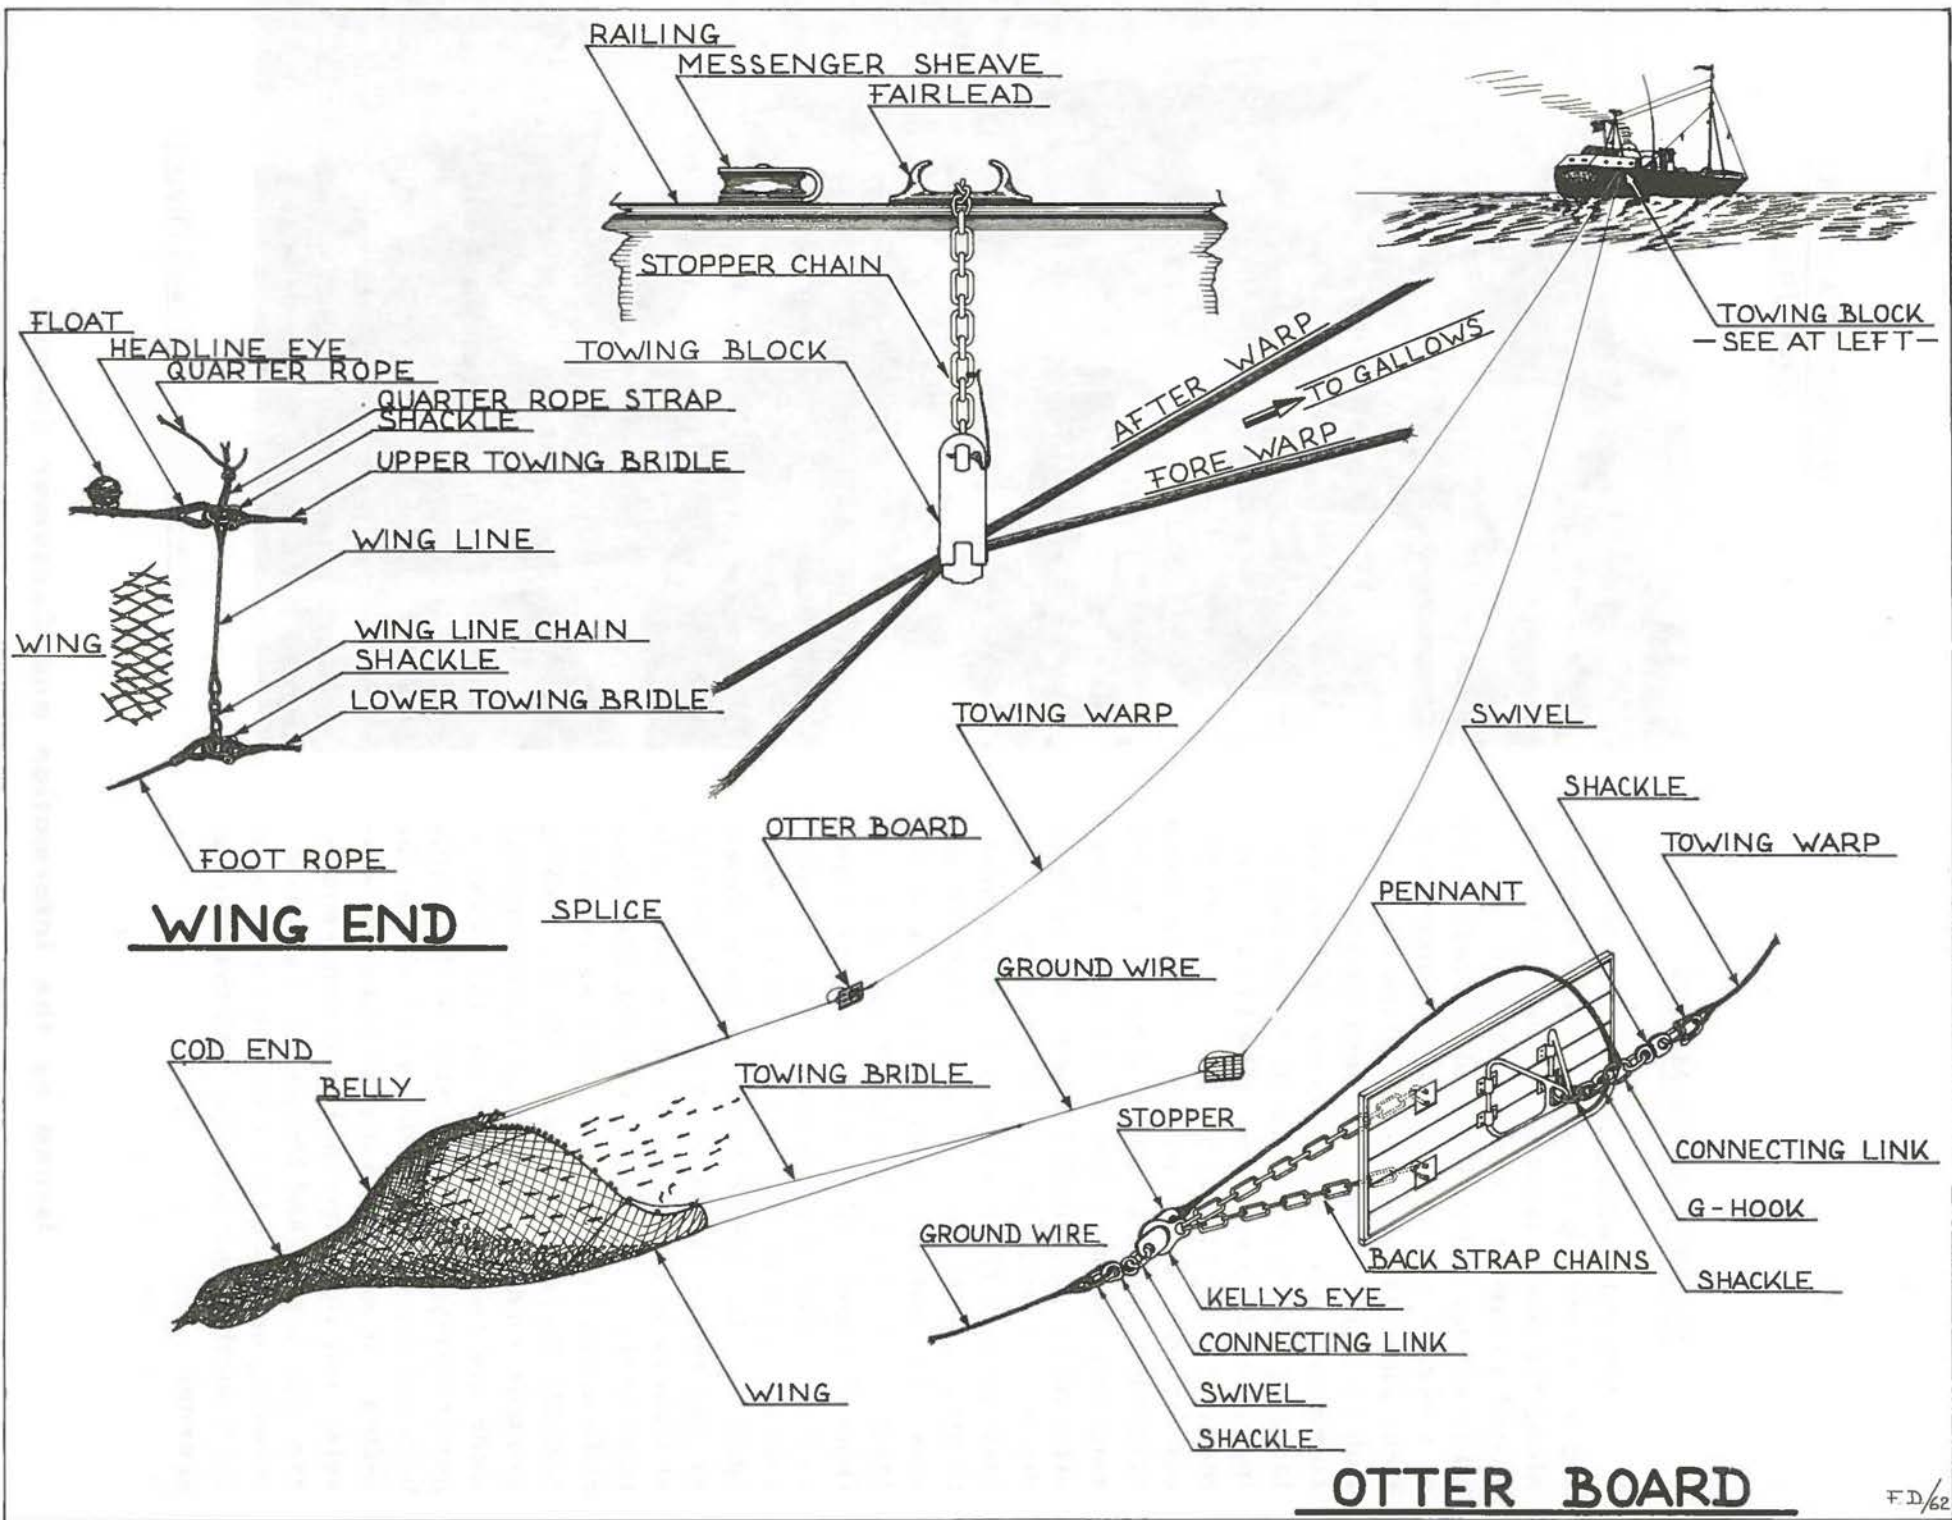 RAILING
MESSENGER SHEAVE
FAIRLEAD
STOPPER CHAIN
TOWING BLOCK
AFTER WARP
TO GALLOWS
FORE WARP
TOWING BLOCK
-SEE AT LEFT-
FLOAT
HEADLINE EYE
QUARTER ROPE
QUARTER ROPE STRAP
SHACKLE
UPPER TOWING BRIDLE
WING LINE
WING
WING LINE CHAIN
SHACKLE
LOWER TOWING BRIDLE
FOOT ROPE
WING END
TOWING WARP
OTTER BOARD
SPLICE
GROUND WIRE
COD END
BELLY
TOWING BRIDLE
WING
SWIVEL
SHACKLE
TOWING WARP
PENNANT
STOPPER
CONNECTING LINK
G-HOOK
SHACKLE
BACK STRAP CHAINS
GROUND WIRE
KELLYS EYE
CONNECTING LINK
SWIVEL
SHACKLE
OTTER BOARD
F.D/62